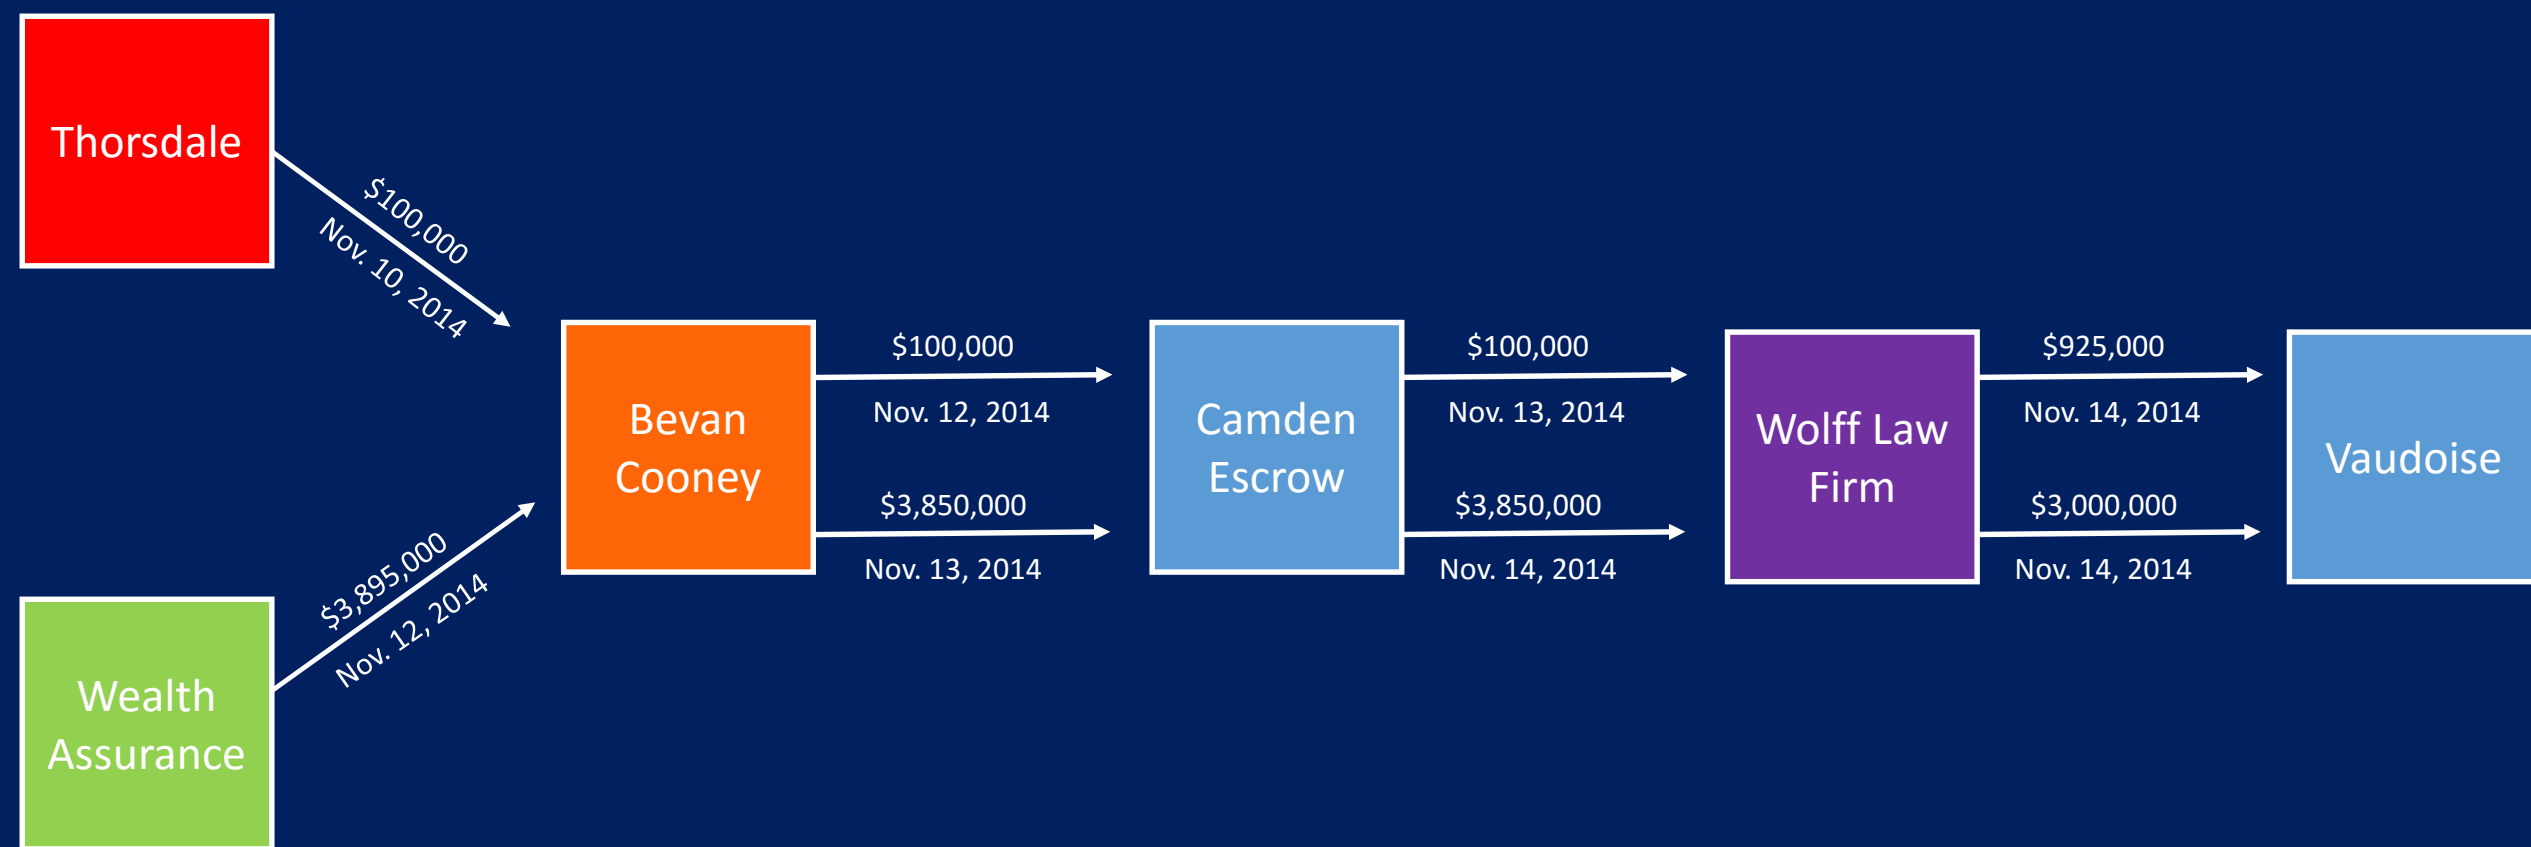 Thorsdale
$100,000
Nov. 10, 2014
Wealth
Assurance
$3,895,000
Nov. 12, 2014
Bevan
Cooney
$100,000
Nov. 12, 2014
$3,850,000
Nov. 13, 2014
Camden
Escrow
$100,000
Nov. 13, 2014
$3,850,000
Nov. 14, 2014
Wolff Law
Firm
$925,000
Nov. 14, 2014
$3,000,000
Nov. 14, 2014
Vaudoise